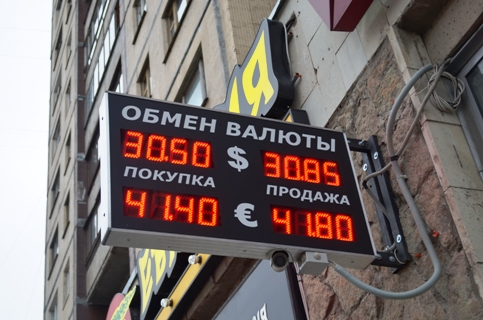 ОБМЕН ВАЛЮТЫ
30.50 $ 30.85
ПОКУПКА ПРОДАЖА
41.40 € 41.80